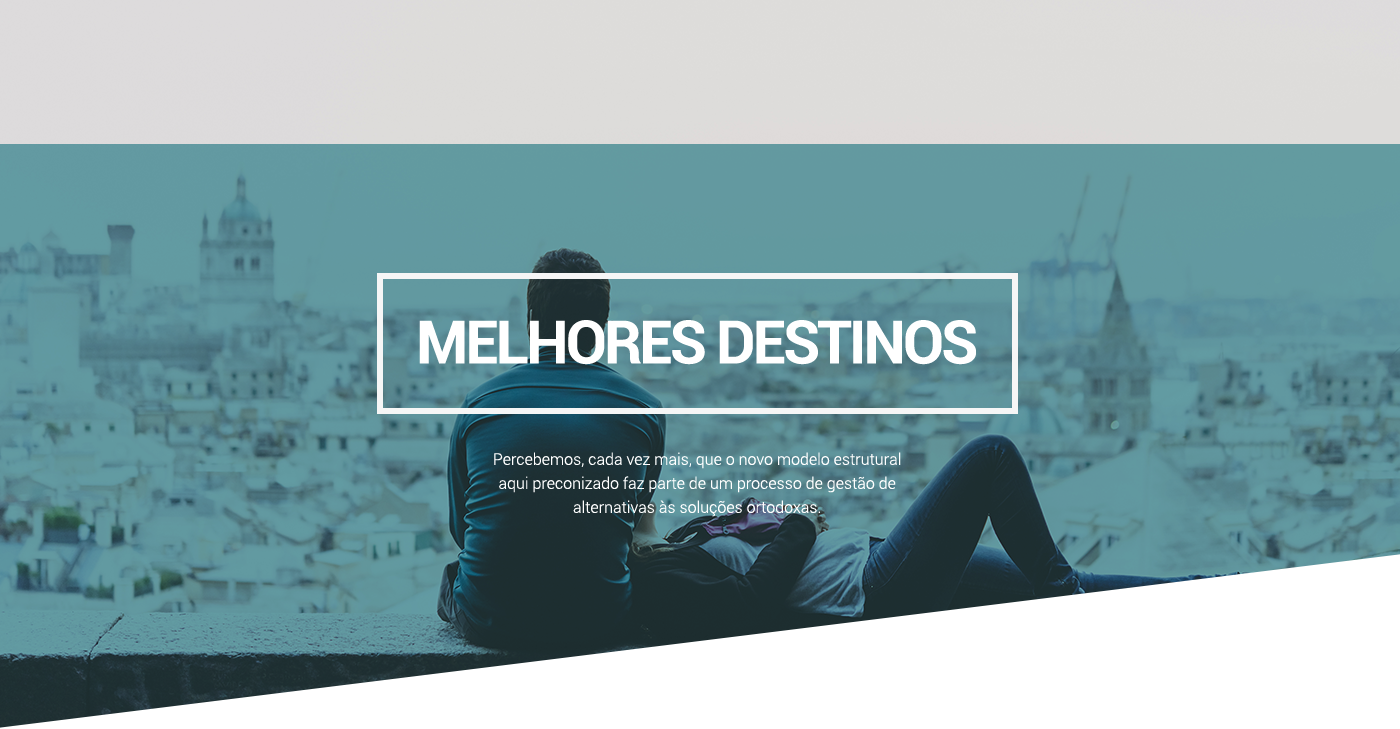 MELHORES DESTINOS
Percebemos, cada vez mais, que o novo modelo estrutural
aqui preconizado faz parte de um processo de gestão de
alternativas às soluções ortodoxas.